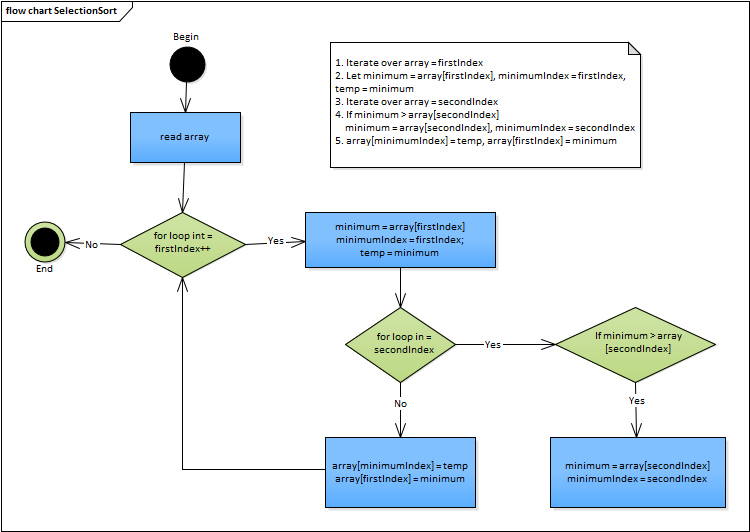 flow chart SelectionSort
Begin
1. Iterate over array = firstIndex
2. Let minimum = array[firstIndex], minimumIndex = firstIndex,
temp = minimum
3. Iterate over array = secondIndex
4. If minimum > array[secondIndex]
minimum = array[secondIndex], minimumIndex = secondIndex
5. array[minimumIndex] = temp, array[firstIndex] = minimum
read array
for loop int =
firstIndex++
No
End
Yes
minimum = array[firstIndex]
minimumIndex = firstIndex;
temp = minimum
for loop in =
secondIndex
Yes
If minimum > array
[secondIndex]
No
Yes
array[minimumIndex] = temp
array[firstIndex] = minimum
minimum = array[secondIndex]
minimumIndex = secondIndex